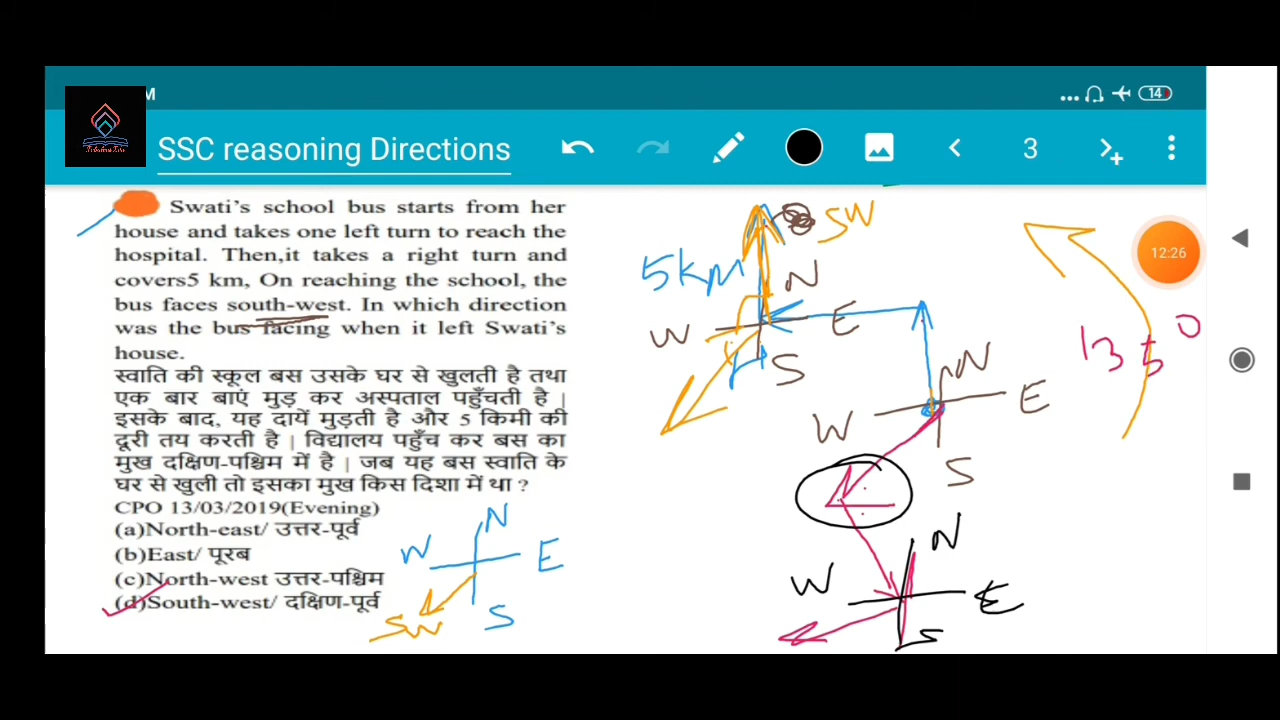 M
14
SSC reasoning Directions
3
12:26
Swati's school bus starts from her
house and takes one left turn to reach the
hospital. Then,it takes a right turn and
covers5 km, On reaching the school, the
bus faces south-west. In which direction
was the bus facing when it left Swati's
house.
स्वाति की स्कूल बस उसके घर से खुलती है तथा
एक बार बाएं मुड़ कर अस्पताल पहुँचती है |
इसके बाद, यह दायें मुड़ती है और 5 किमी की
दूरी तय करती है | विद्यालय पहुँच कर बस का
मुख दक्षिण-पश्चिम में है | जब यह बस स्वाति के
घर से खुली तो इसका मुख किस दिशा में था ?
CPO 13/03/2019(Evening)
(a)North-east/ उत्तर-पूर्व
(b)East/ पूरब
(c)North-west उत्तर-पश्चिम
(d)South-west/ दक्षिण-पूर्व
N
W E
SW S
SW
5km
N
W E
S
135°
N
W E
S
N
W E
S